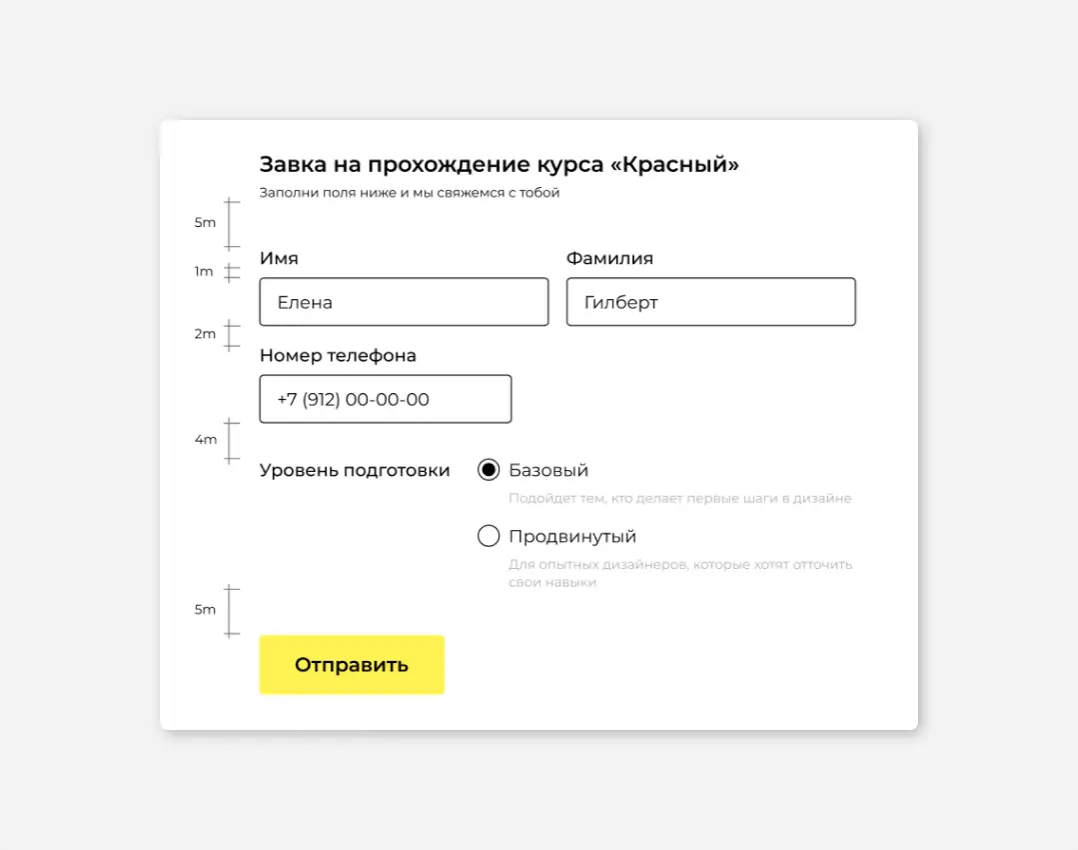 Завка на прохождение курса «Красный»
Заполни поля ниже и мы свяжемся с тобой
5m
Имя
Фамилия
1m
Елена
Гилберт
2m
Номер телефона
+7 (912) 00-00-00
4m
Уровень подготовки
Базовый
Подойдет тем, кто делает первые шаги в дизайне
Продвинутый
Для опытных дизайнеров, которые хотят отточить
свои навыки
5m
Отправить